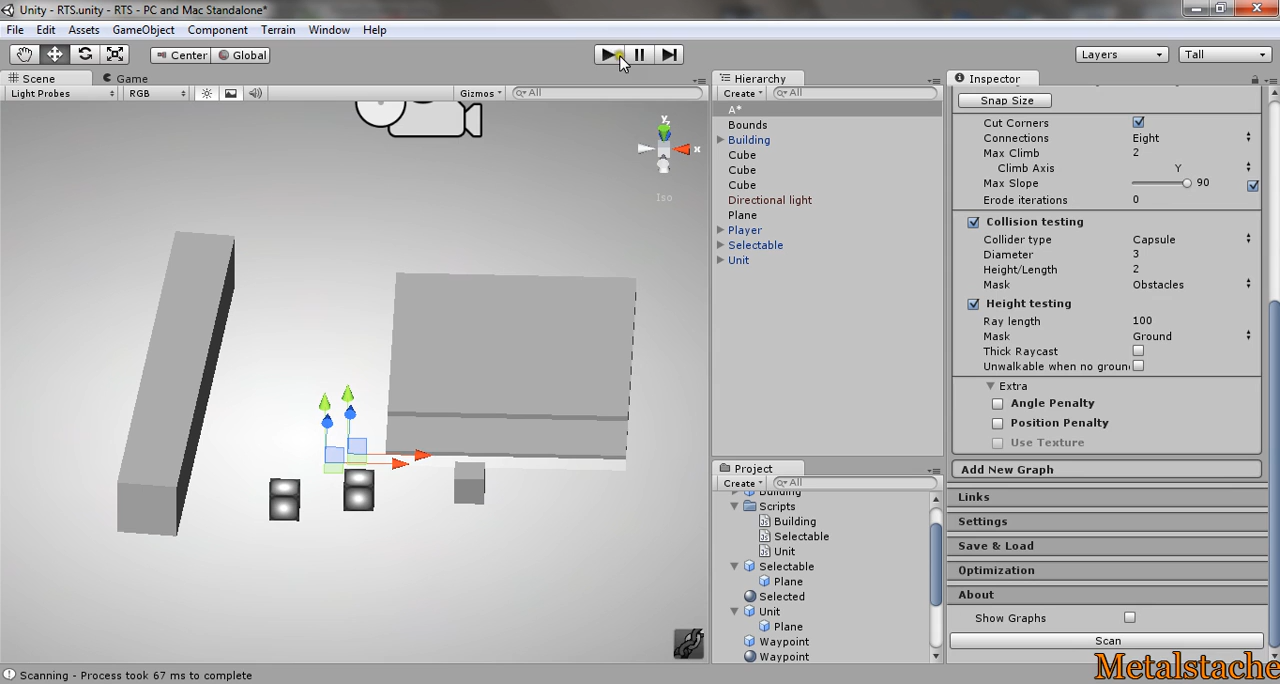 Unity - RTS.unity - RTS - PC and Mac Standalone*
File Edit Assets GameObject Component Terrain Window Help
Center Global Layers Tall
Scene Game
Light Probes RGB Gizmos All
y
x
Iso
Hierarchy
Create All
A*
Bounds
Building
Cube
Cube
Cube
Directional light
Plane
Player
Selectable
Unit
Project
Create All
Building
Scripts
Building
Selectable
Unit
Selectable
Plane
Selected
Unit
Plane
Waypoint
Waypoint
Inspector
Snap Size
Cut Corners
Connections Eight
Max Climb 2
Climb Axis Y
Max Slope 90
Erode iterations 0
Collision testing
Collider type Capsule
Diameter 3
Height/Length 2
Mask Obstacles
Height testing
Ray length 100
Mask Ground
Thick Raycast
Unwalkable when no groun
Extra
Angle Penalty
Position Penalty
Use Texture
Add New Graph
Links
Settings
Save & Load
Optimization
About
Show Graphs
Scan
Scanning - Process took 67 ms to complete
Metalstache